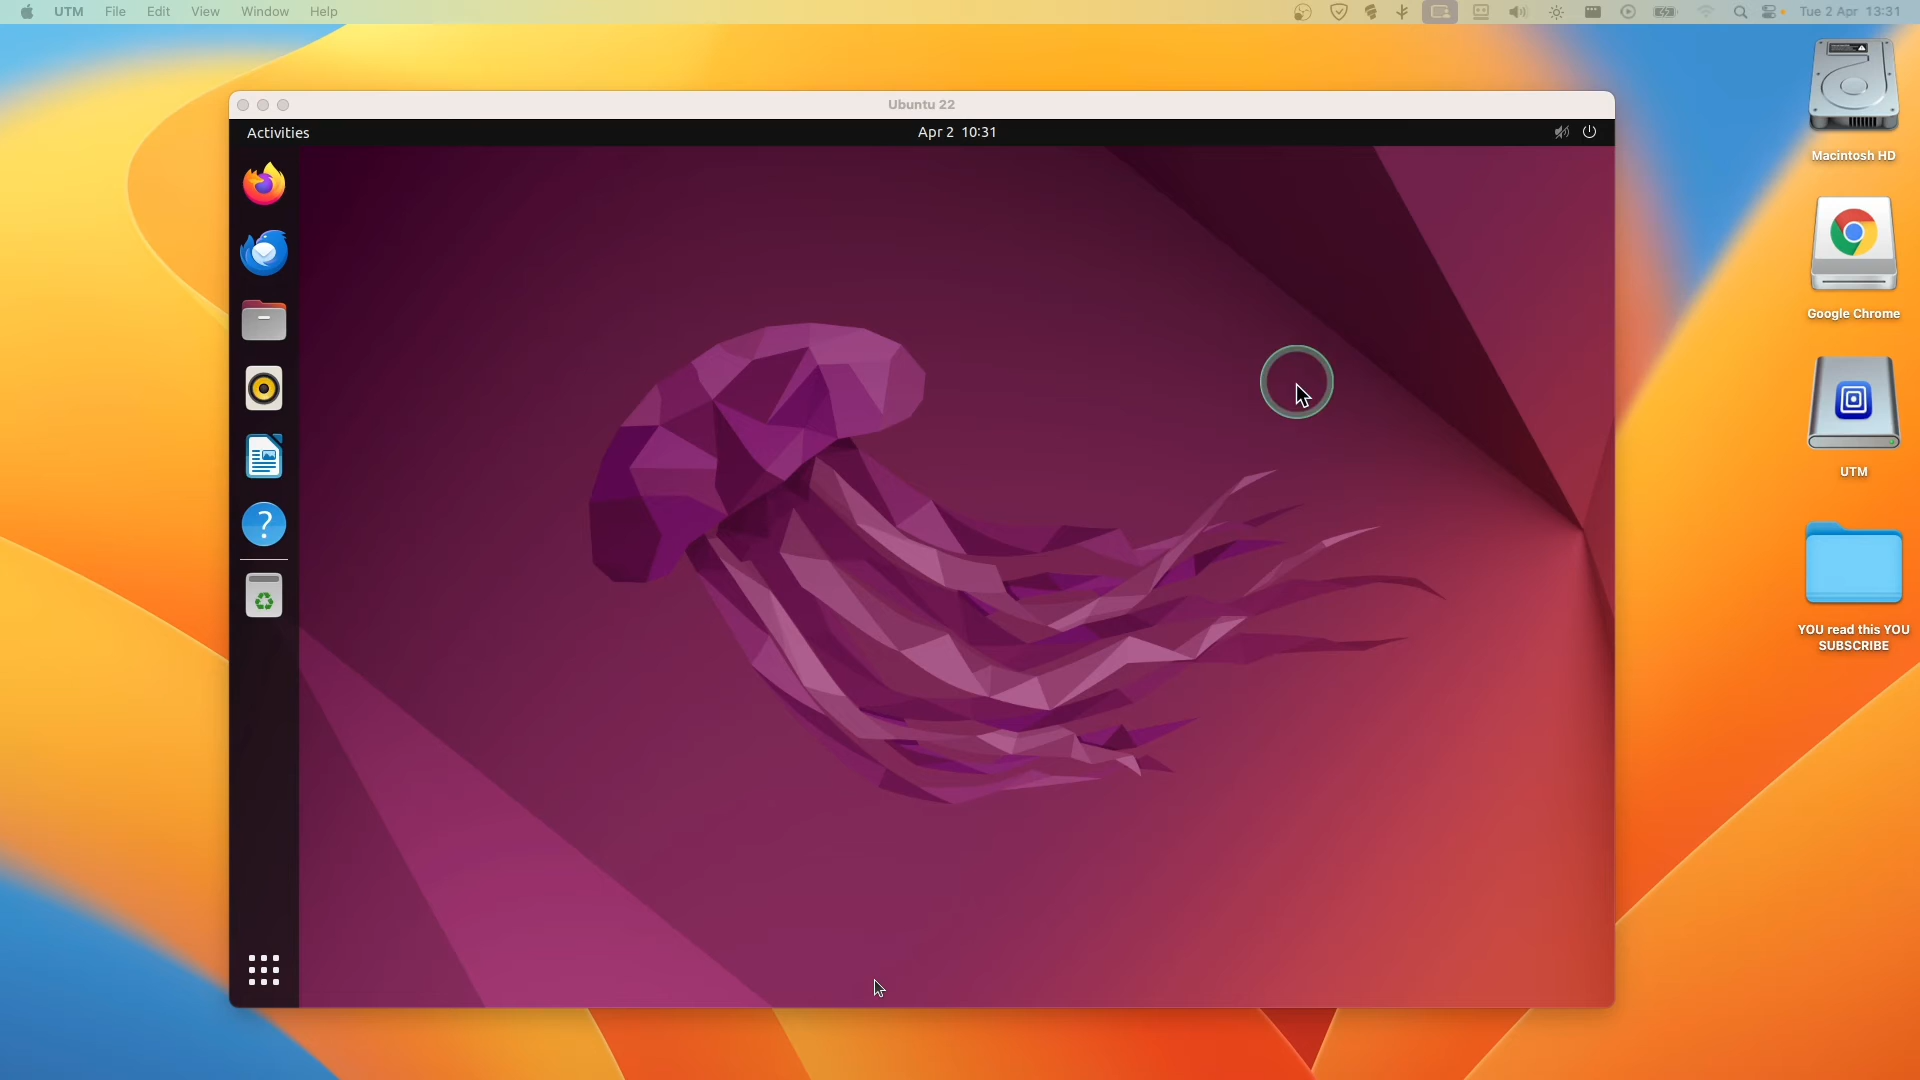 UTM File Edit View Window Help
Tue 2 Apr 13:31
Ubuntu 22
Activities
Apr 2 10:31
Macintosh HD
Google Chrome
UTM
YOU read this YOU
SUBSCRIBE